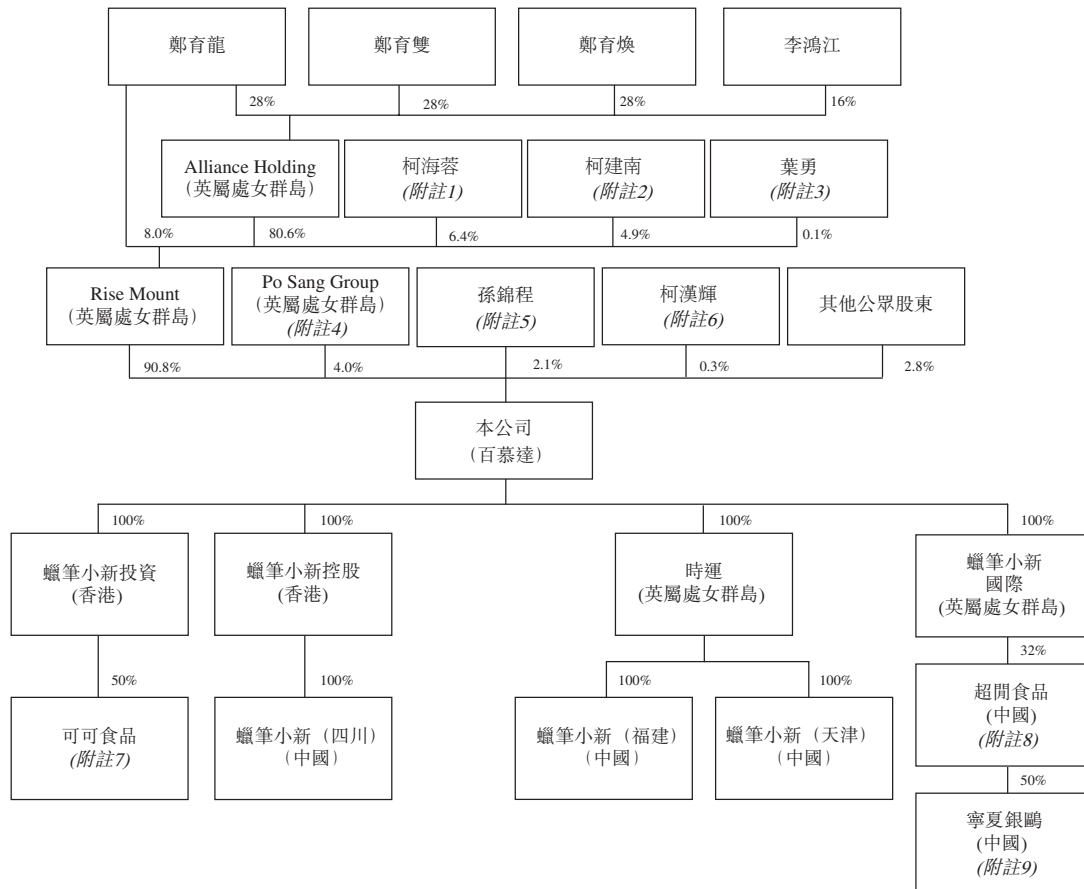 鄭育龍
鄭育雙
鄭育煥
李鴻江
28%
28%
28%
16%
Alliance Holding
(英屬處女群島)
柯海蓉
(附註1)
柯建南
(附註2)
葉勇
(附註3)
8.0%
80.6%
6.4%
4.9%
0.1%
Rise Mount
(英屬處女群島)
Po Sang Group
(英屬處女群島)
(附註4)
孫錦程
(附註5)
柯漢輝
(附註6)
其他公眾股東
90.8%
4.0%
2.1%
0.3%
2.8%
本公司
(百慕達)
100%
100%
100%
100%
蠟筆小新投資
(香港)
蠟筆小新控股
(香港)
時運
(英屬處女群島)
蠟筆小新
國際
(英屬處女群島)
50%
100%
100%
100%
32%
可可食品
(附註7)
蠟筆小新（四川）
(中國)
蠟筆小新（福建）
(中國)
蠟筆小新（天津）
(中國)
超閒食品
(中國)
(附註8)
50%
寧夏銀鷗
(中國)
(附註9)